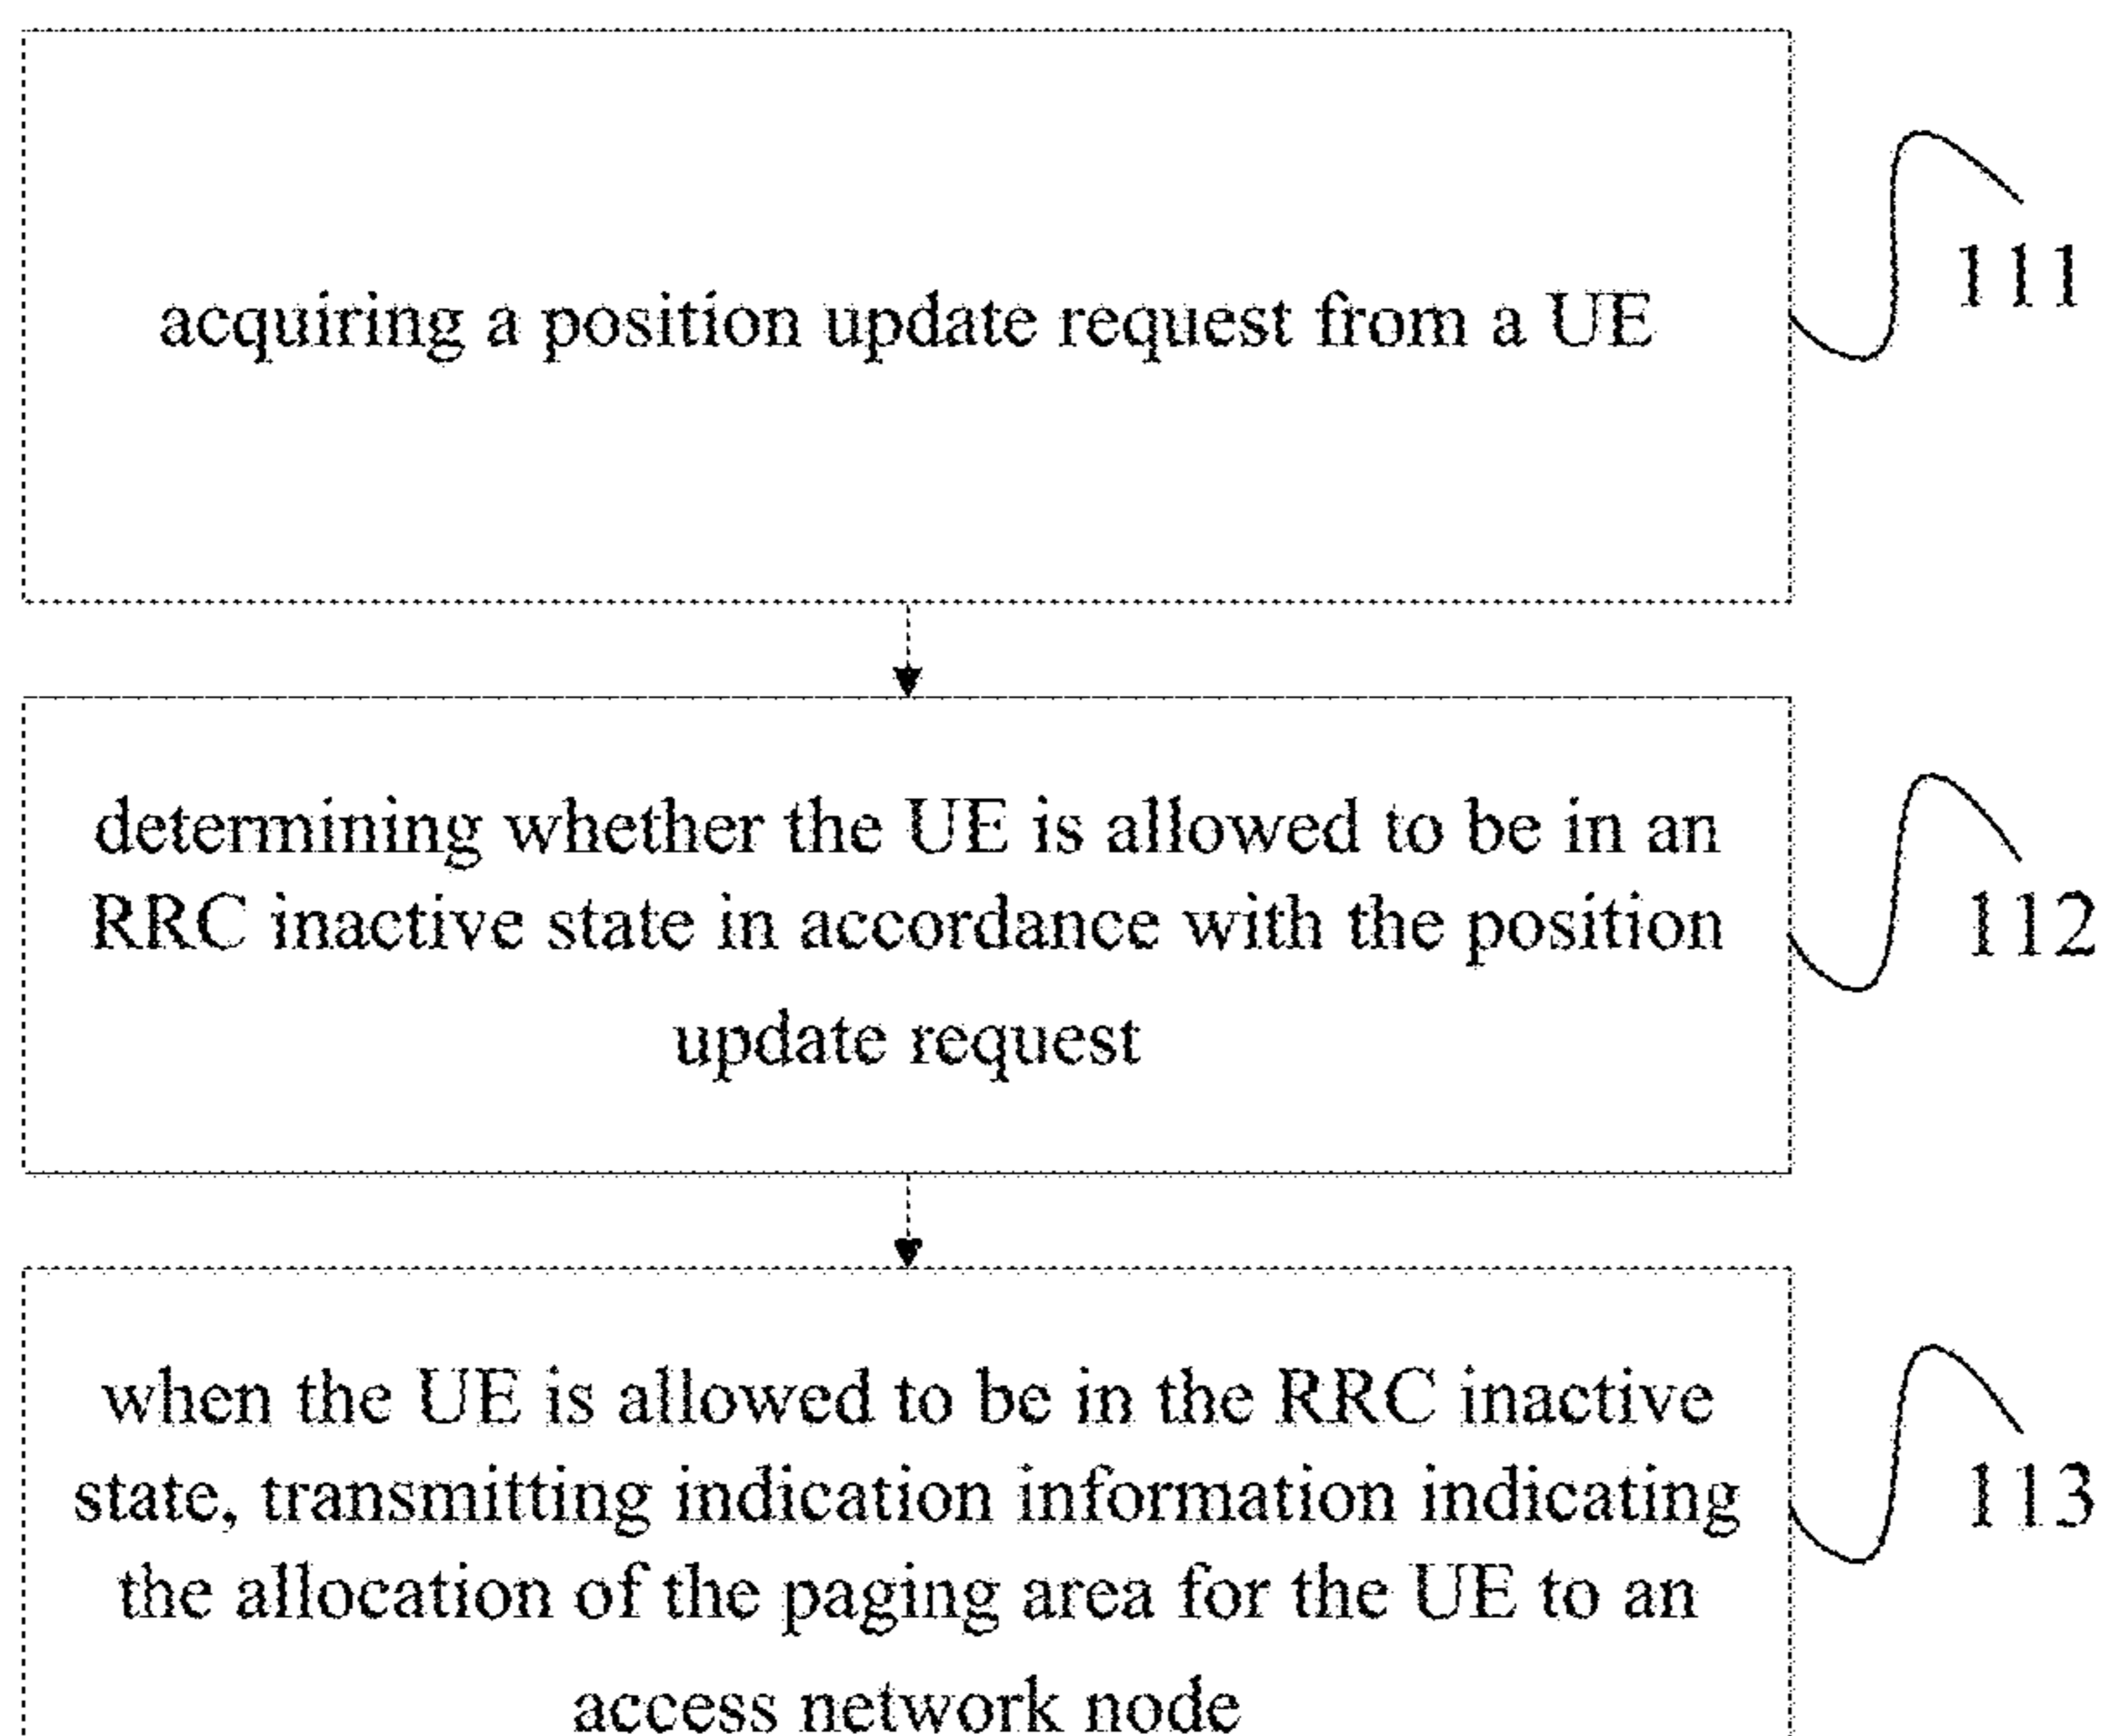 acquiring a position update request from a UE
111
determining whether the UE is allowed to be in an
RRC inactive state in accordance with the position
update request
112
when the UE is allowed to be in the RRC inactive
state, transmitting indication information indicating
the allocation of the paging area for the UE to an
access network node
113